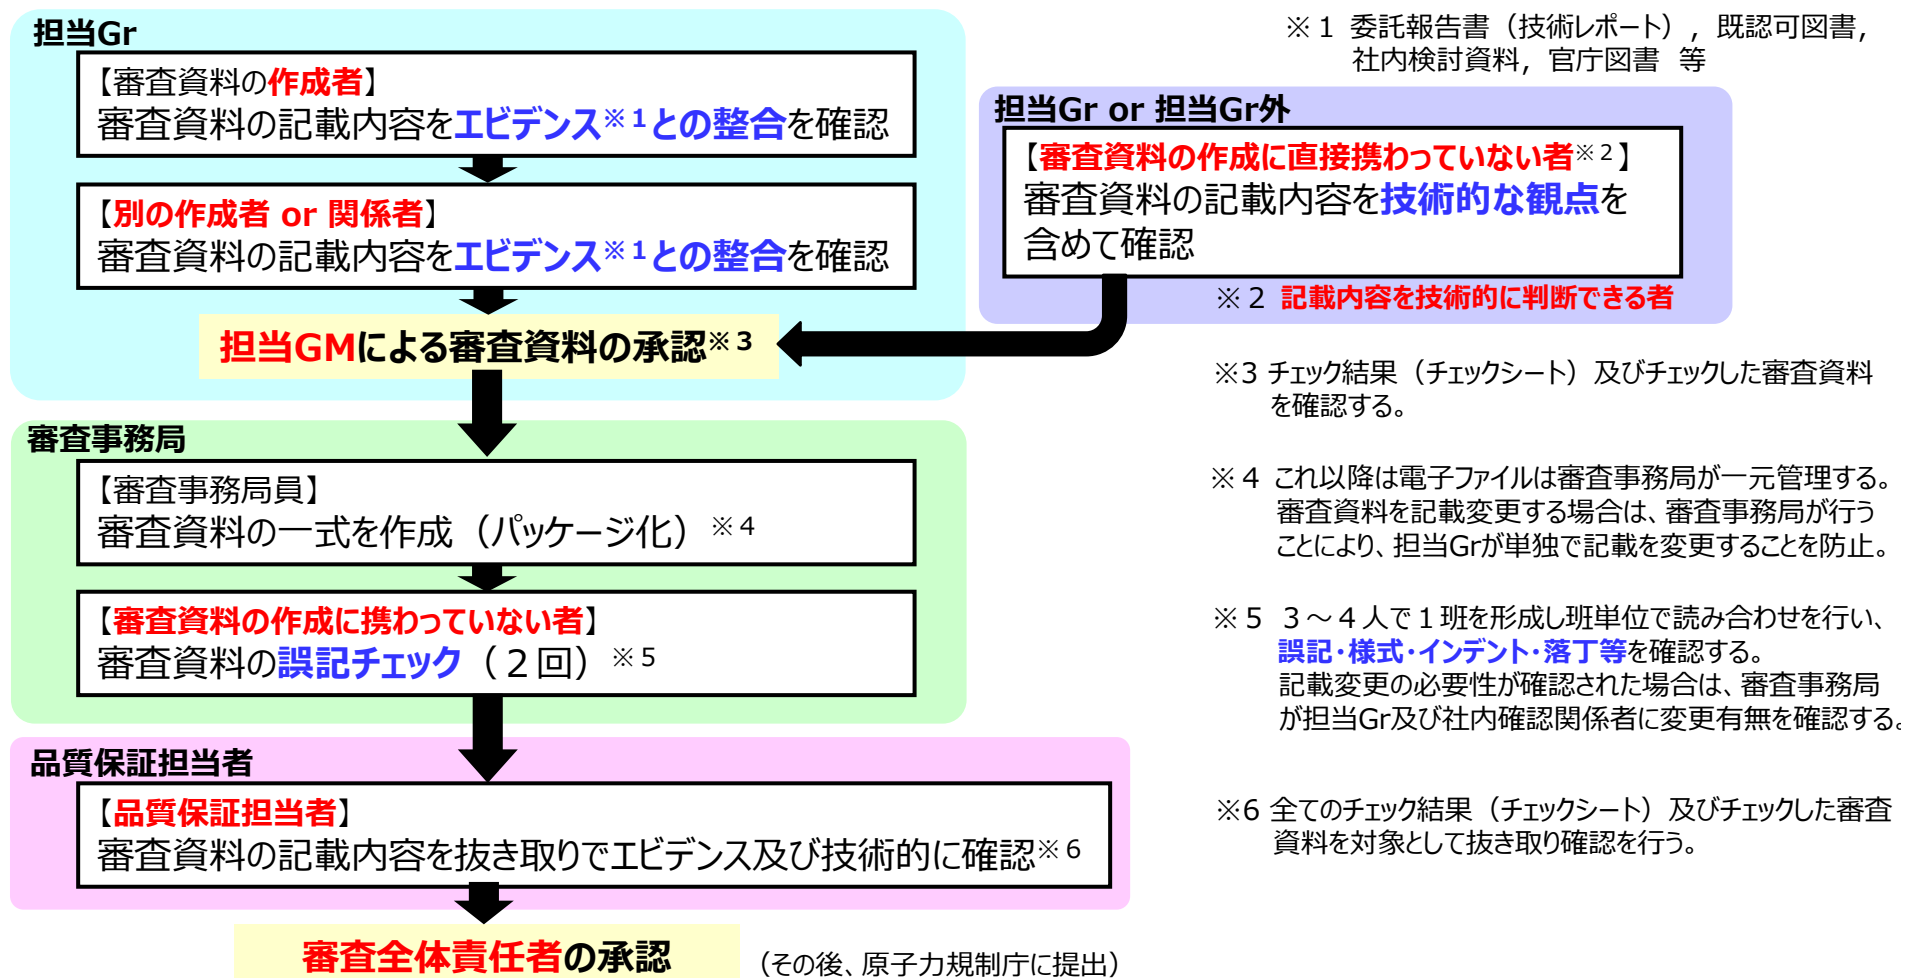 担当Gr
【審査資料の作成者】
審査資料の記載内容をエビデンス※1との整合を確認
【別の作成者 or 関係者】
審査資料の記載内容をエビデンス※1との整合を確認
担当GMによる審査資料の承認※3
※1 委託報告書（技術レポート），既認可図書，
社内検討資料，官庁図書 等
担当Gr or 担当Gr外
【審査資料の作成に直接携わっていない者※2】
審査資料の記載内容を技術的な観点を
含めて確認
※2 記載内容を技術的に判断できる者
※3 チェック結果（チェックシート）及びチェックした審査資料
を確認する。
審査事務局
【審査事務局員】
審査資料の一式を作成（パッケージ化）※4
【審査資料の作成に携わっていない者】
審査資料の誤記チェック（２回）※5
※4 これ以降は電子ファイルは審査事務局が一元管理する。
審査資料を記載変更する場合は、審査事務局が行う
ことにより、担当Grが単独で記載を変更することを防止。
※5 ３～４人で１班を形成し班単位で読み合わせを行い、
誤記・様式・インデント・落丁等を確認する。
記載変更の必要性が確認された場合は、審査事務局
が担当Gr及び社内確認関係者に変更有無を確認する。
品質保証担当者
【品質保証担当者】
審査資料の記載内容を抜き取りでエビデンス及び技術的に確認※6
※6 全てのチェック結果（チェックシート）及びチェックした審査
資料を対象として抜き取り確認を行う。
審査全体責任者の承認
（その後、原子力規制庁に提出）